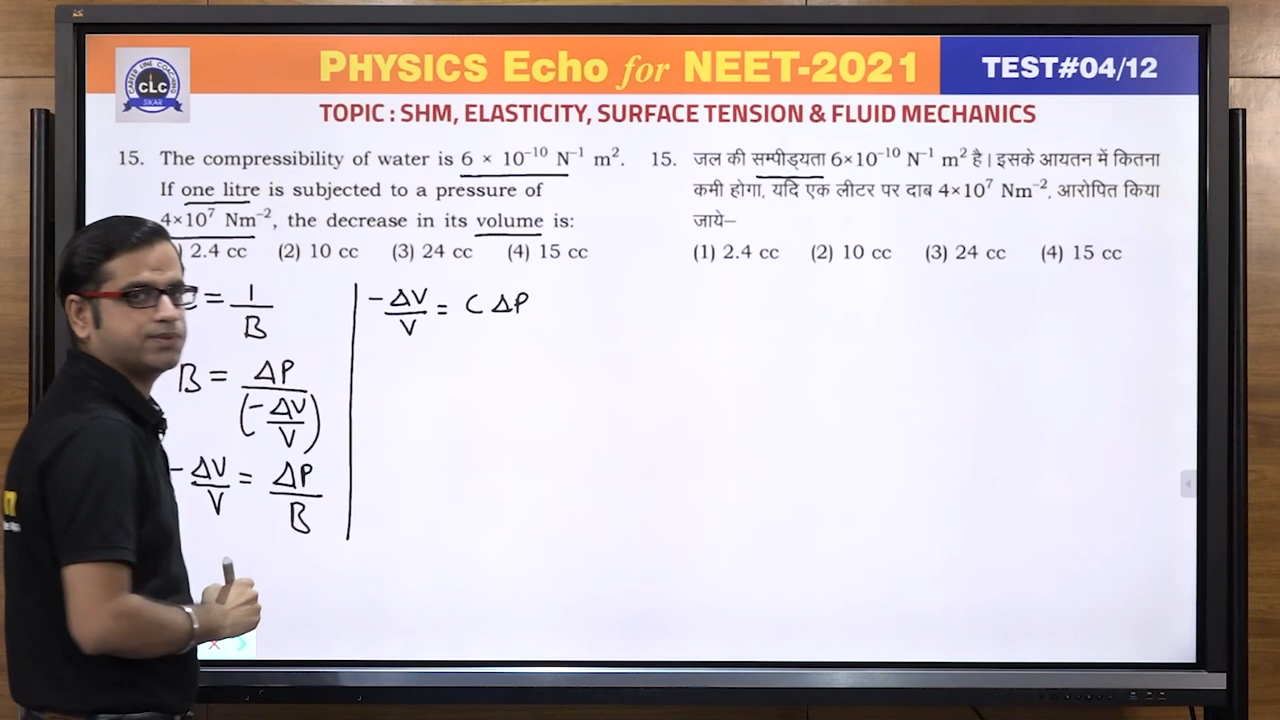 PHYSICS Echo for NEET-2021
TEST#04/12
CAREER LINE COACHING
CLC
SIKAR
TOPIC : SHM, ELASTICITY, SURFACE TENSION & FLUID MECHANICS
15. The compressibility of water is 6 × 10⁻¹⁰ N⁻¹ m².
If one litre is subjected to a pressure of
4×10⁷ Nm⁻², the decrease in its volume is:
) 2.4 cc (2) 10 cc (3) 24 cc (4) 15 cc
15. जल की सम्पीड्यता 6×10⁻¹⁰ N⁻¹ m² है। इसके आयतन में कितना
कमी होगा, यदि एक लीटर पर दाब 4×10⁷ Nm⁻², आरोपित किया
जाये–
(1) 2.4 cc (2) 10 cc (3) 24 cc (4) 15 cc
= 1/B
B = ΔP/(-ΔV/V)
-ΔV/V = ΔP/B
-ΔV/V = C ΔP